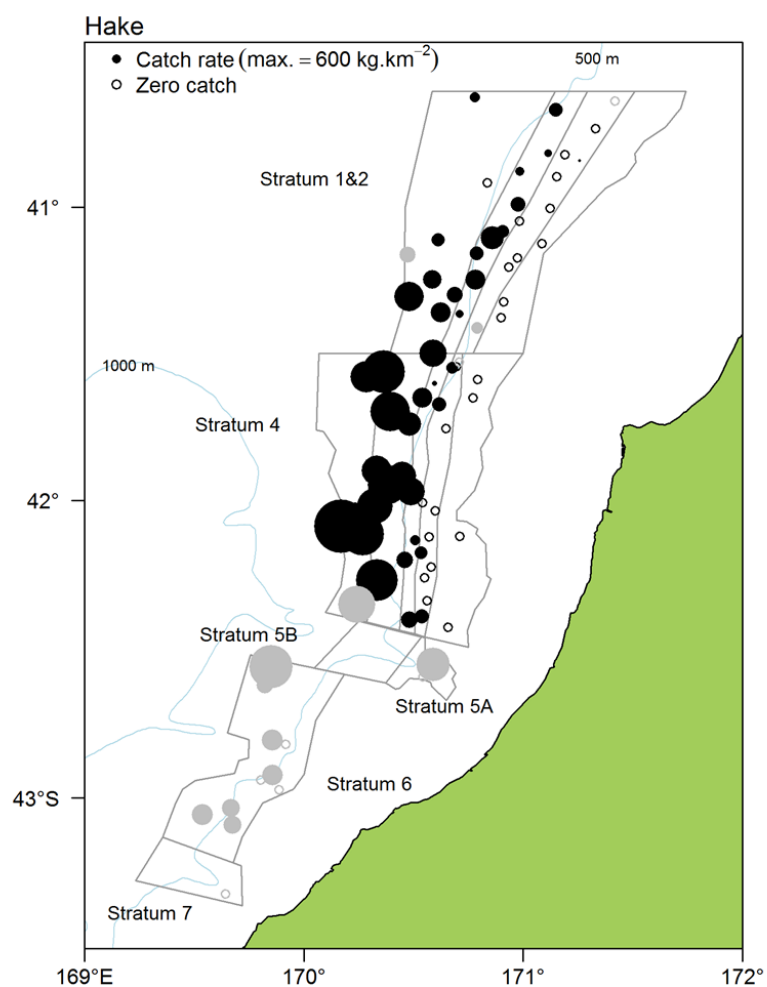 Hake
Catch rate (max. = 600 kg.km⁻²)
Zero catch
500 m
Stratum 1&2
41°
1000 m
Stratum 4
42°
Stratum 5B
Stratum 5A
Stratum 6
43°S
Stratum 7
169°E
170°
171°
172°